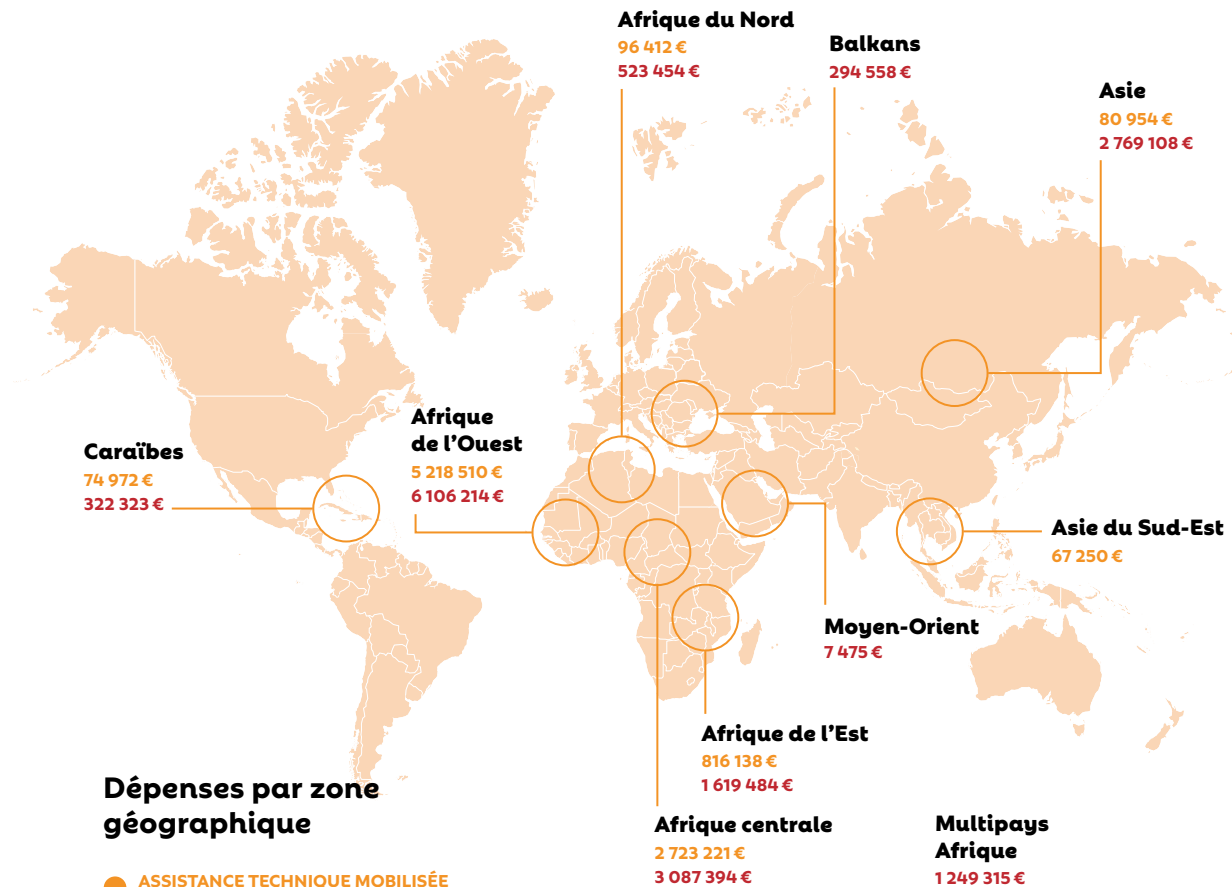 Afrique du Nord
96 412 €
523 454 €
Balkans
294 558 €
Asie
80 954 €
2 769 108 €
Caraïbes
74 972 €
322 323 €
Afrique
de l'Ouest
5 218 510 €
6 106 214 €
Asie du Sud-Est
67 250 €
Moyen-Orient
7 475 €
Afrique de l'Est
816 138 €
1 619 484 €
Afrique centrale
2 723 221 €
3 087 394 €
Multipays
Afrique
1 249 315 €
Dépenses par zone
géographique
ASSISTANCE TECHNIQUE MOBILISÉE